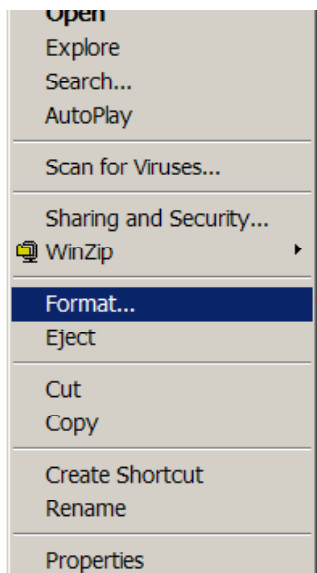 Open
Explore
Search...
AutoPlay
Scan for Viruses...
Sharing and Security...
WinZip
Format...
Eject
Cut
Copy
Create Shortcut
Rename
Properties